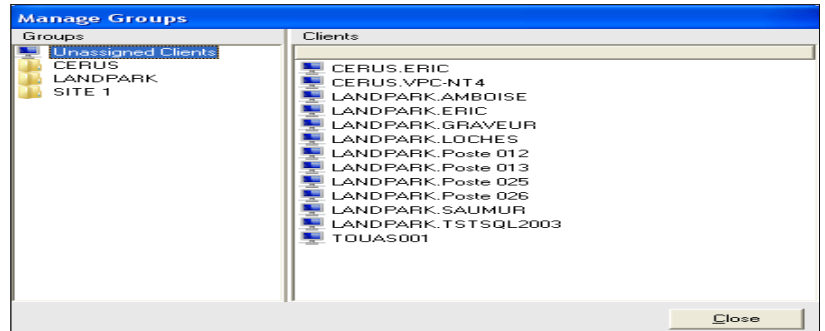 Manage Groups
Groups
Clients
Unassigned Clients
CERUS
LANDPARK
SITE 1
CERUS.ERIC
CERUS.VPC-NT4
LANDPARK.AMBOISE
LANDPARK.ERIC
LANDPARK.GRAVEUR
LANDPARK.LOCHES
LANDPARK.Poste 012
LANDPARK.Poste 013
LANDPARK.Poste 025
LANDPARK.Poste 026
LANDPARK.SAUMUR
LANDPARK.TSTSQL2003
TOUAS001
Close